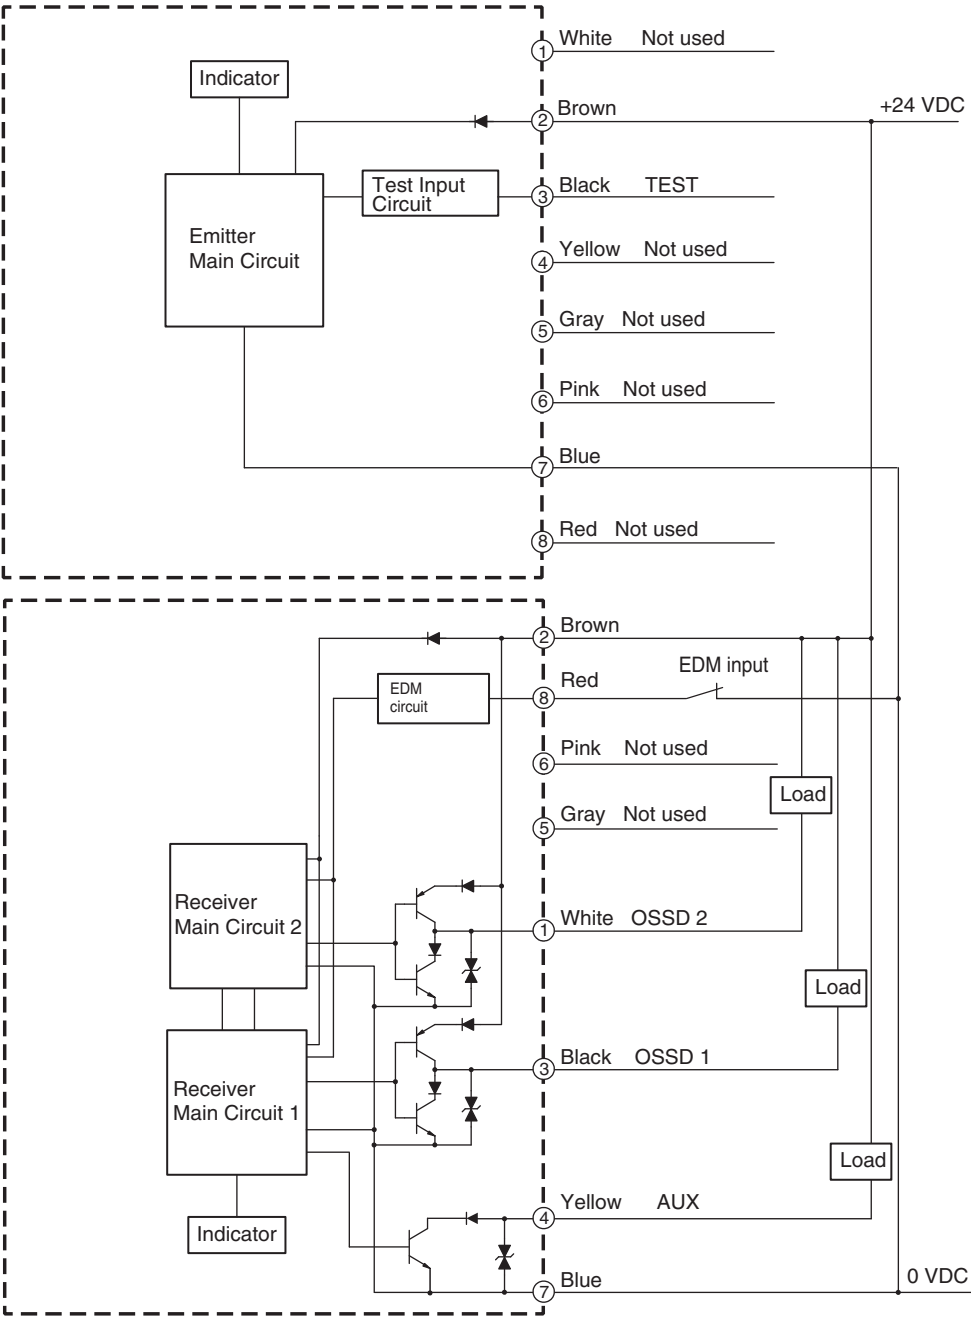 1 White Not used
Indicator
2 Brown +24 VDC
Test Input
Circuit
3 Black TEST
Emitter
Main Circuit
4 Yellow Not used
5 Gray Not used
6 Pink Not used
7 Blue
8 Red Not used
2 Brown
EDM input
EDM
circuit
8 Red
6 Pink Not used
Load
5 Gray Not used
Receiver
Main Circuit 2
1 White OSSD 2
Load
3 Black OSSD 1
Receiver
Main Circuit 1
Load
4 Yellow AUX
Indicator
7 Blue 0 VDC